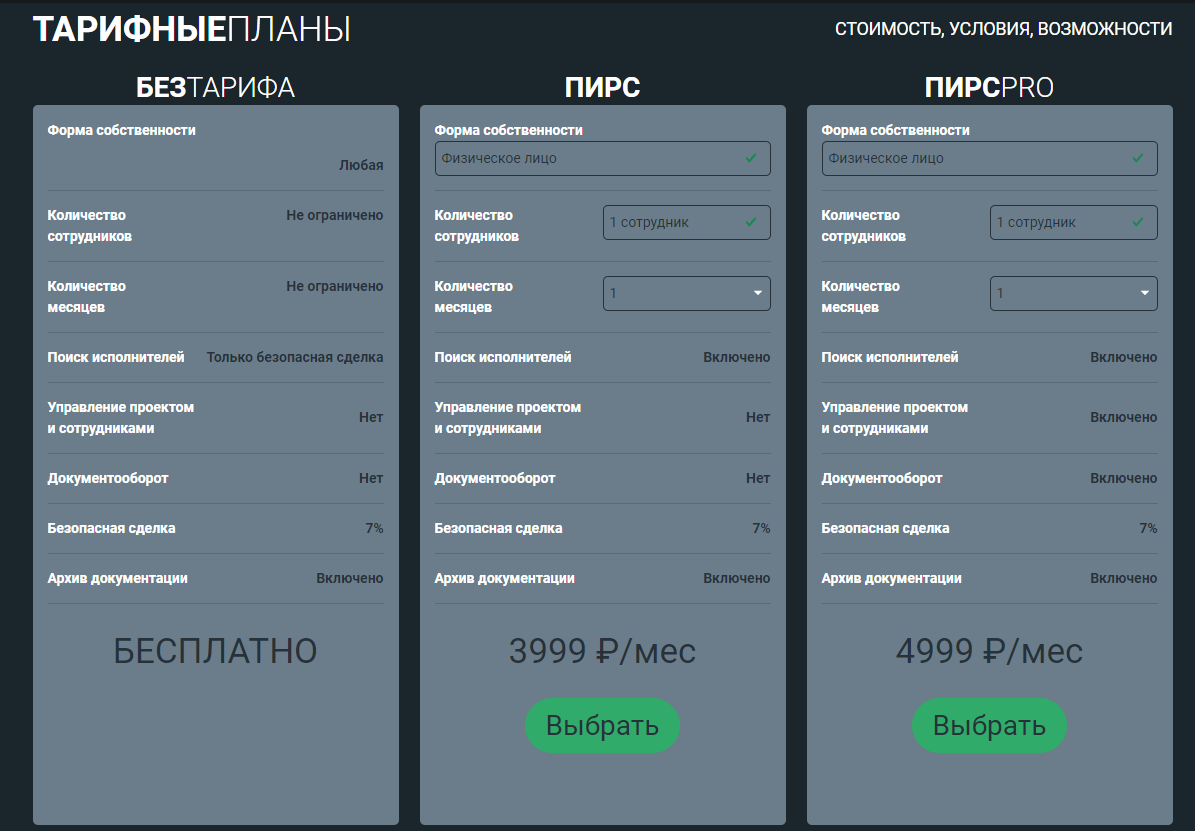 ТАРИФНЫЕПЛАНЫ
СТОИМОСТЬ, УСЛОВИЯ, ВОЗМОЖНОСТИ
БЕЗТАРИФА
Форма собственности
Любая
Количество
сотрудников
Не ограничено
Количество
месяцев
Не ограничено
Поиск исполнителей
Только безопасная сделка
Управление проектом
и сотрудниками
Нет
Документооборот
Нет
Безопасная сделка
7%
Архив документации
Включено
БЕСПЛАТНО
ПИРС
Форма собственности
Физическое лицо
Количество
сотрудников
1 сотрудник
Количество
месяцев
1
Поиск исполнителей
Включено
Управление проектом
и сотрудниками
Нет
Документооборот
Нет
Безопасная сделка
7%
Архив документации
Включено
3999 ₽/мес
Выбрать
ПИРСPRO
Форма собственности
Физическое лицо
Количество
сотрудников
1 сотрудник
Количество
месяцев
1
Поиск исполнителей
Включено
Управление проектом
и сотрудниками
Включено
Документооборот
Включено
Безопасная сделка
7%
Архив документации
Включено
4999 ₽/мес
Выбрать